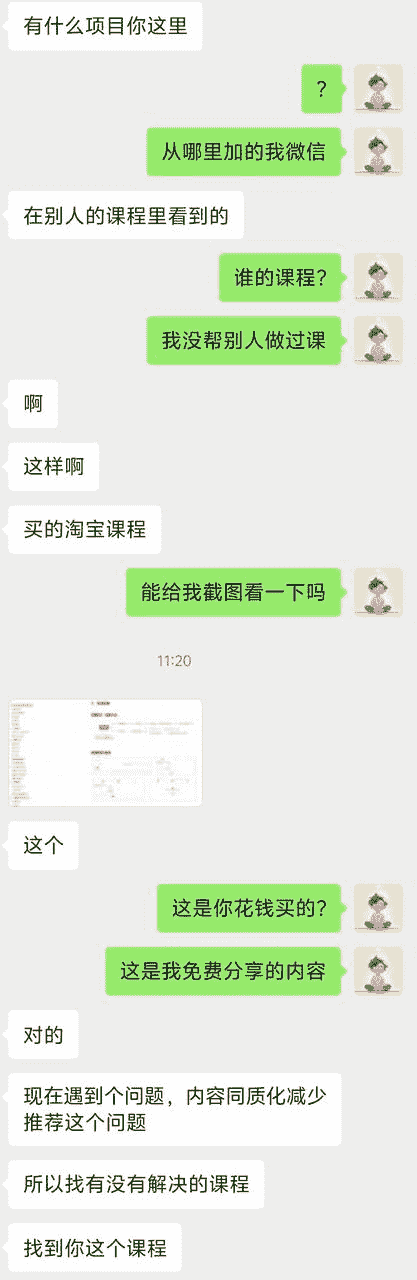 有什么项目你这里
？
从哪里加的我微信
在别人的课程里看到的
谁的课程？
我没帮别人做过课
啊
这样啊
买的淘宝课程
能给我截图看一下吗
11:20
这个
这是你花钱买的？
这是我免费分享的内容
对的
现在遇到个问题，内容同质化减少
推荐这个问题
所以找有没有解决的课程
找到你这个课程